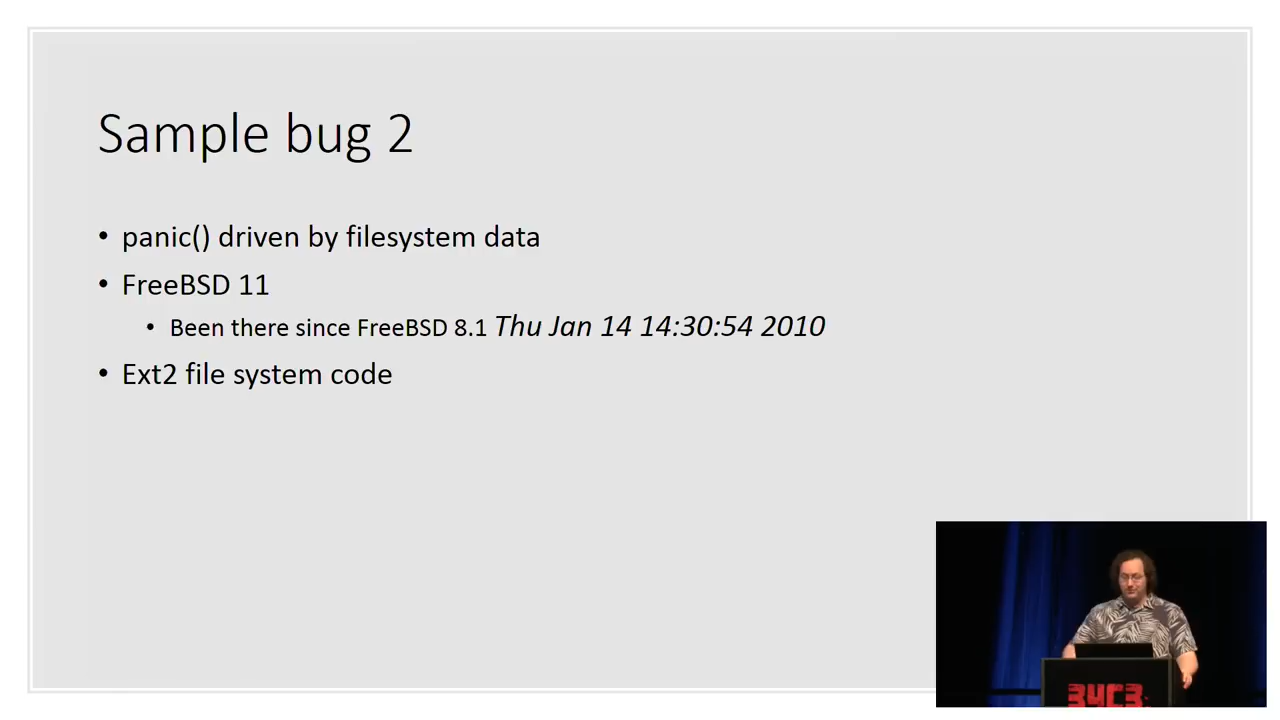 Sample bug 2
• panic() driven by filesystem data
• FreeBSD 11
• Been there since FreeBSD 8.1 Thu Jan 14 14:30:54 2010
• Ext2 file system code
34C3